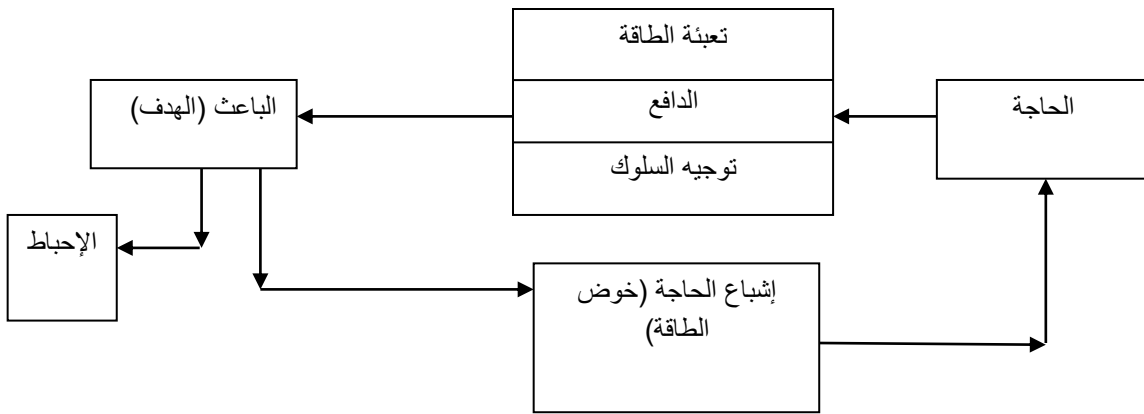 تعبئة الطاقة
الحاجة
الدافع
الباعث (الهدف)
توجيه السلوك
الإحباط
إشباع الحاجة (خوض
الطاقة)